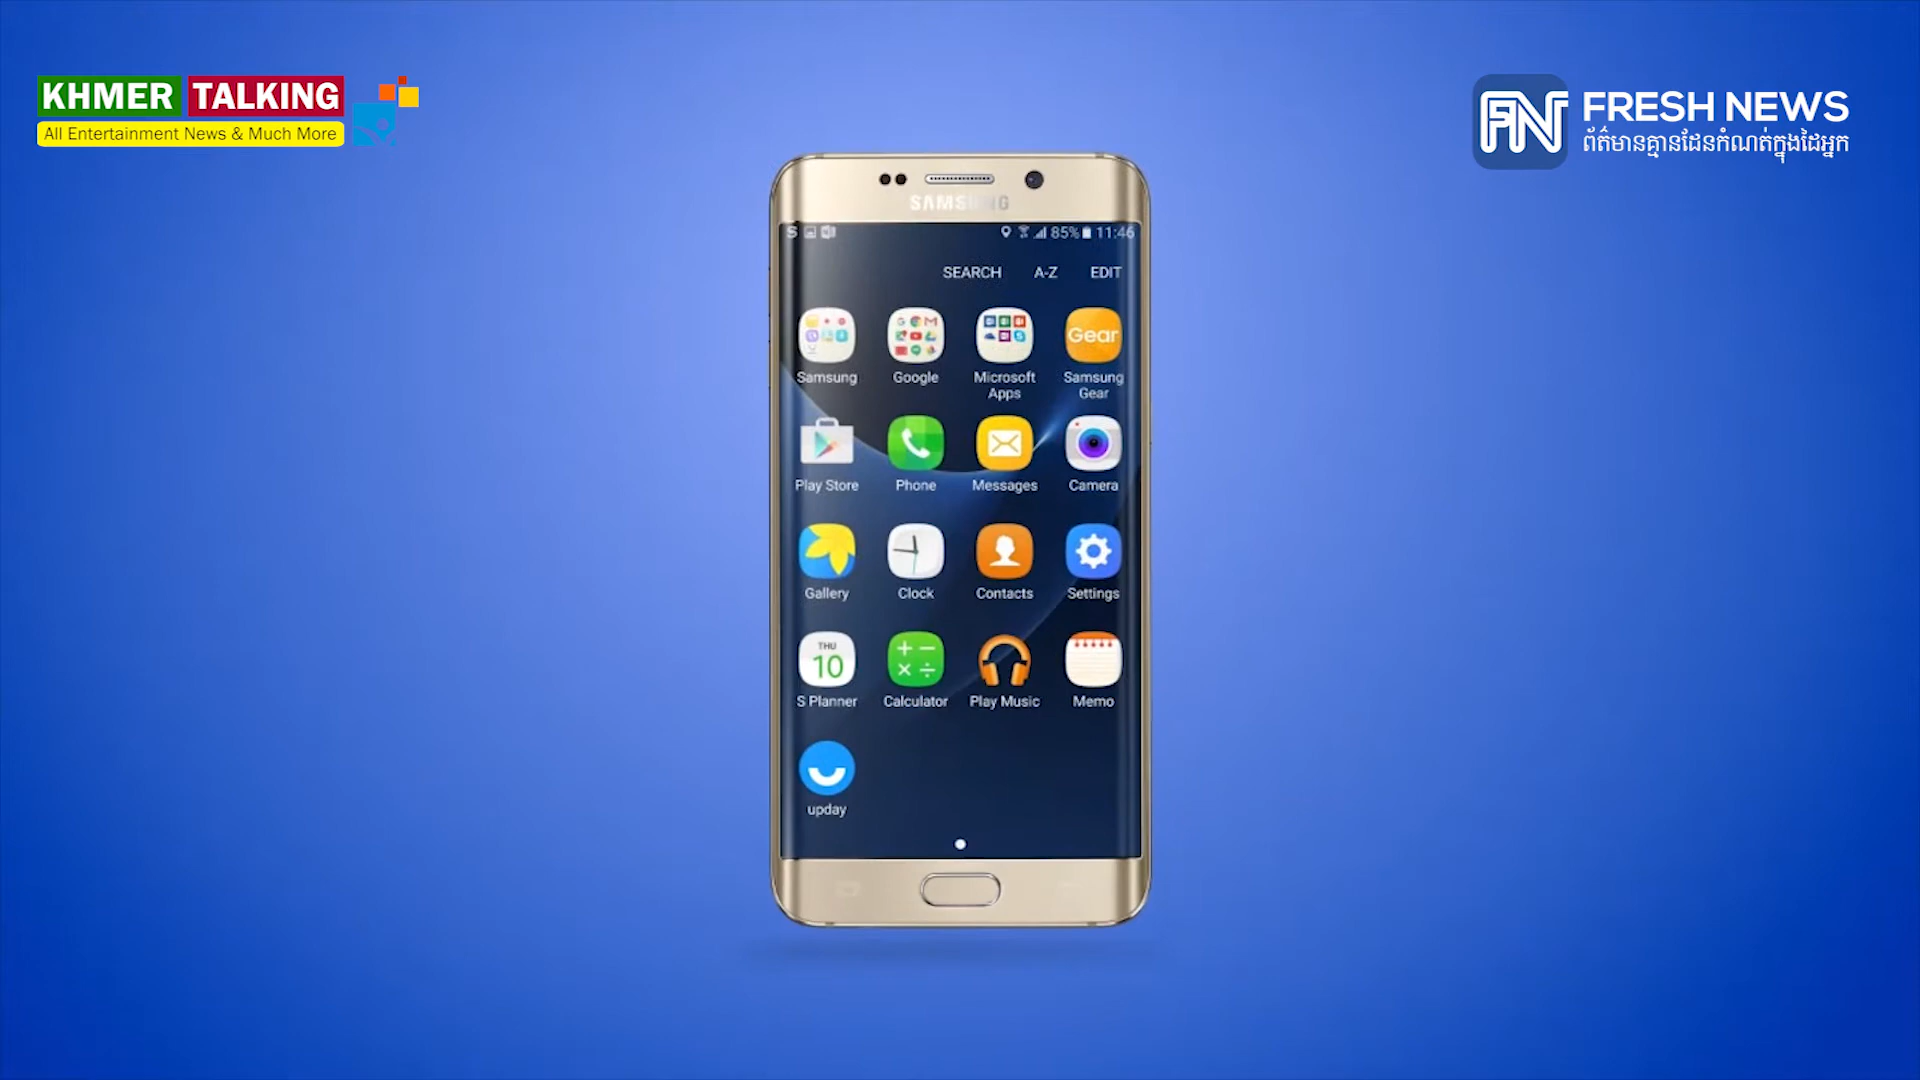 KHMER TALKING
All Entertainment News & Much More
FRESH NEWS
ព័ត៌មានគ្មានដែនកំណត់ក្នុងដៃអ្នក
SAMSUNG
85% 11:46
SEARCH A-Z EDIT
Gear
Samsung Google Microsoft Apps Samsung Gear
Play Store Phone Messages Camera
Gallery Clock Contacts Settings
THU
10
S Planner Calculator Play Music Memo
upday